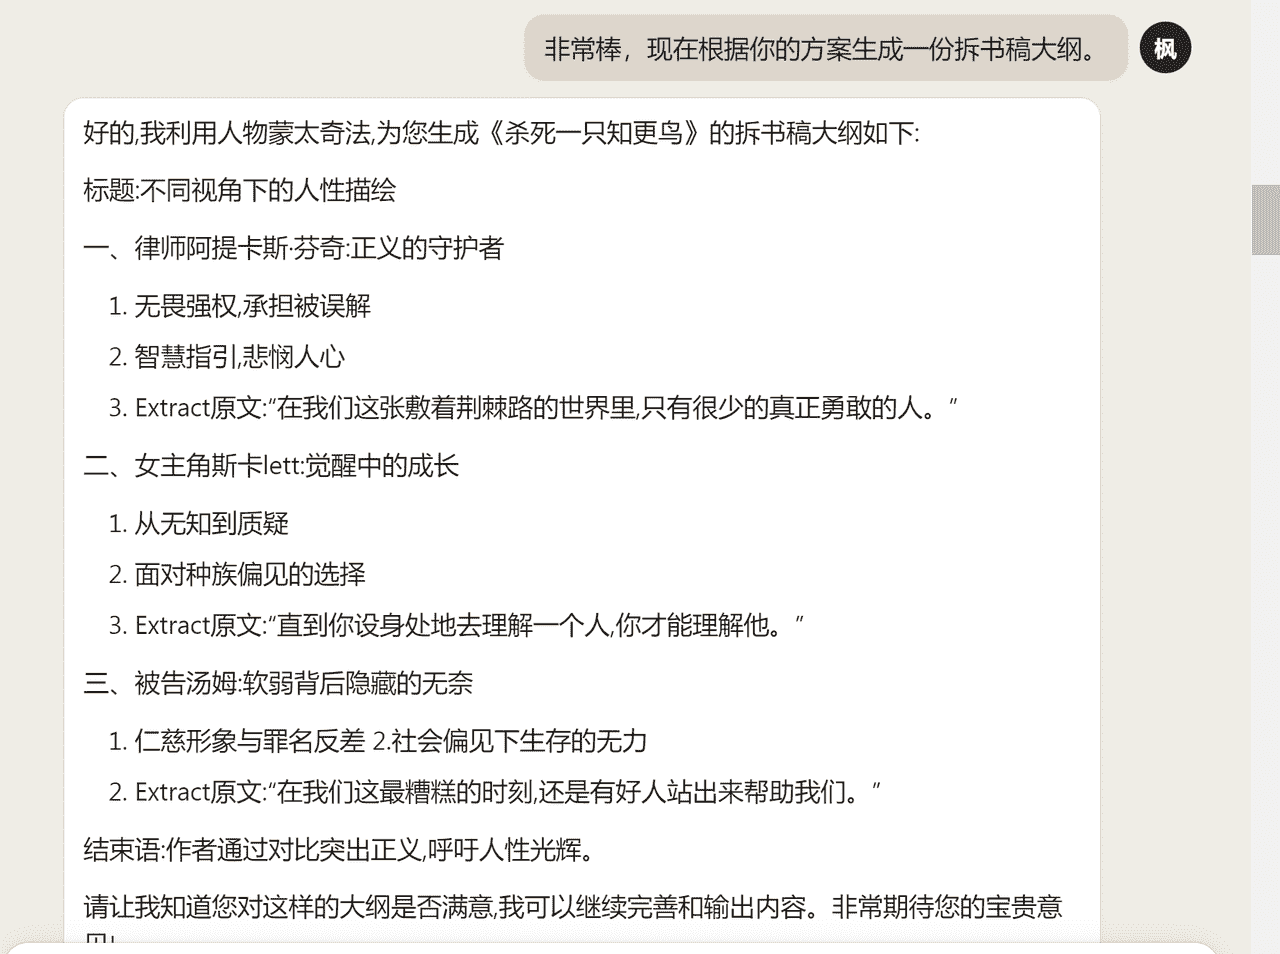 非常棒，现在根据你的方案生成一份拆书稿大纲。
枫
好的,我利用人物蒙太奇法,为您生成《杀死一只知更鸟》的拆书稿大纲如下:
标题:不同视角下的人性描绘
一、律师阿提卡斯·芬奇:正义的守护者
1. 无畏强权,承担被误解
2. 智慧指引,悲悯人心
3. Extract原文:“在我们这张敷着荆棘路的世界里,只有很少的真正勇敢的人。”
二、女主角斯卡lett:觉醒中的成长
1. 从无知到质疑
2. 面对种族偏见的选择
3. Extract原文:“直到你设身处地去理解一个人,你才能理解他。”
三、被告汤姆:软弱背后隐藏的无奈
1. 仁慈形象与罪名反差 2.社会偏见下生存的无力
2. Extract原文:“在我们这最糟糕的时刻,还是有好人站出来帮助我们。”
结束语:作者通过对比突出正义,呼吁人性光辉。
请让我知道您对这样的大纲是否满意,我可以继续完善和输出内容。非常期待您的宝贵意
见!